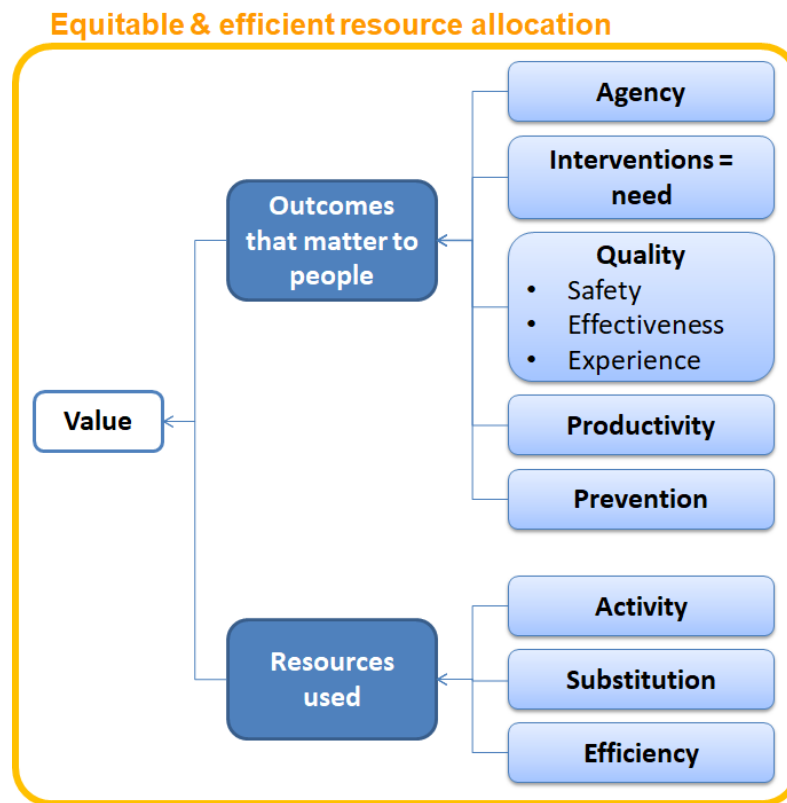 Equitable & efficient resource allocation
Agency
Interventions =
need
Outcomes
that matter to
people
Quality
• Safety
• Effectiveness
• Experience
Value
Productivity
Prevention
Activity
Resources
used
Substitution
Efficiency